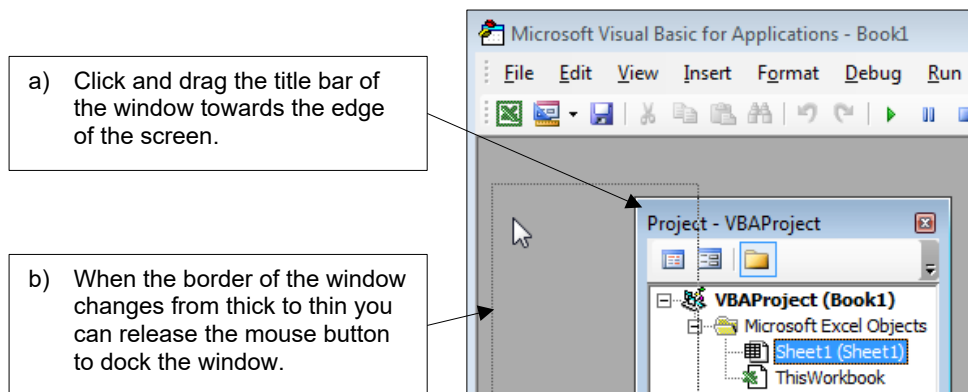 a) Click and drag the title bar of
the window towards the edge
of the screen.
b) When the border of the window
changes from thick to thin you
can release the mouse button
to dock the window.
Microsoft Visual Basic for Applications - Book1
File Edit View Insert Format Debug Run
Project - VBAProject
VBAProject (Book1)
Microsoft Excel Objects
Sheet1 (Sheet1)
ThisWorkbook